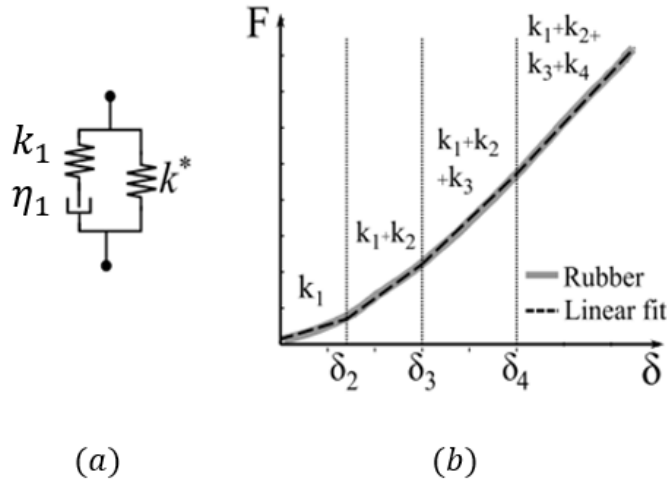 k₁
η₁
k*
(a)
F
k₁
k₁+k₂
k₁+k₂
+k₃
k₁+k₂+
k₃+k₄
Rubber
Linear fit
δ₂
δ₃
δ₄
δ
(b)